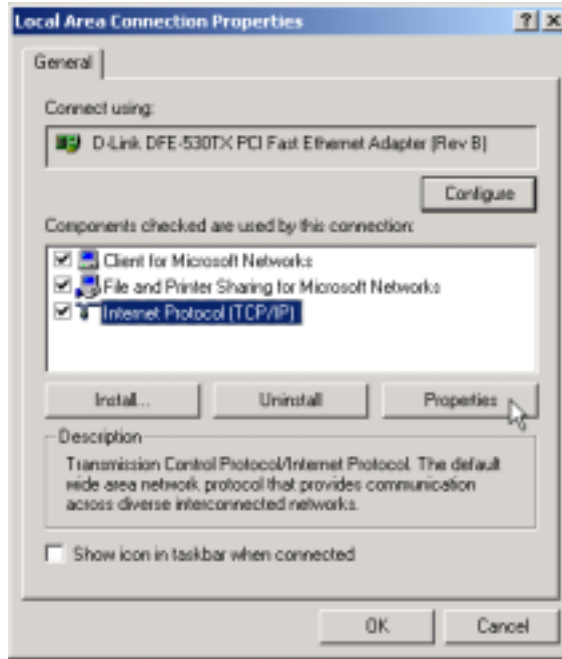 Local Area Connection Properties
General
Connect using:
D-Link DFE-530TX PCI Fast Ethernet Adapter (Rev B)
Configure
Components checked are used by this connection:
Client for Microsoft Networks
File and Printer Sharing for Microsoft Networks
Internet Protocol (TCP/IP)
Install...
Uninstall
Properties
Description
Transmission Control Protocol/Internet Protocol. The default
wide area network protocol that provides communication
across diverse interconnected networks.
Show icon in taskbar when connected
OK
Cancel